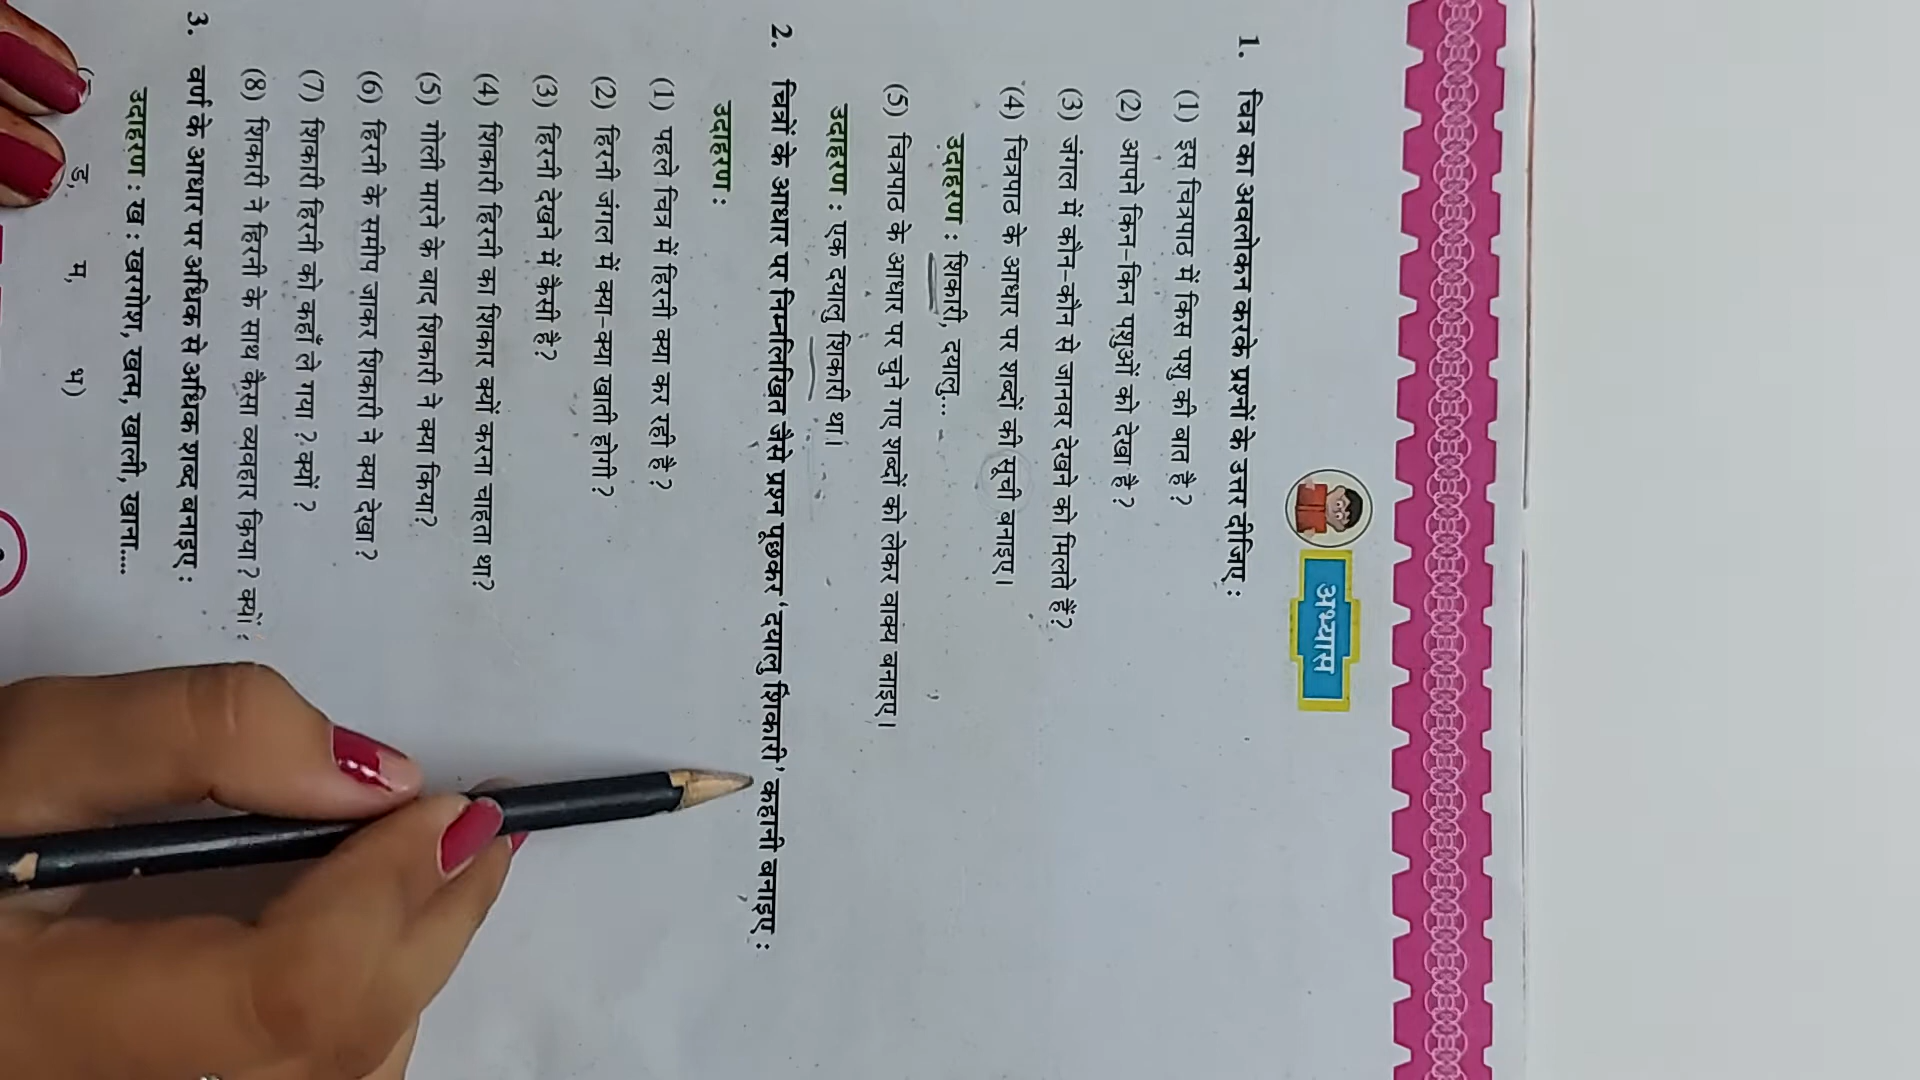 अभ्यास
1. चित्र का अवलोकन करके प्रश्नों के उत्तर दीजिए :
(1) इस चित्रपाठ में किस पशु की बात है ?
(2) आपने किन-किन पशुओं को देखा है ?
(3) जंगल में कौन-कौन से जानवर देखने को मिलते हैं ?
(4) चित्रपाठ के आधार पर शब्दों की सूची बनाइए।
उदाहरण : शिकारी, दयालु...
(5) चित्रपाठ के आधार पर चुने गए शब्दों को लेकर वाक्य बनाइए।
उदाहरण : एक दयालु शिकारी था।
2. चित्रों के आधार पर निम्नलिखित जैसे प्रश्न पूछकर ‘दयालु शिकारी’ कहानी बनाइए :
उदाहरण :
(1) पहले चित्र में हिरनी क्या कर रही है ?
(2) हिरनी जंगल में क्या-क्या खाती होगी ?
(3) हिरनी देखने में कैसी है ?
(4) शिकारी हिरनी का शिकार क्यों करना चाहता था?
(5) गोली मारने के बाद शिकारी ने क्या किया?
(6) हिरनी के समीप जाकर शिकारी ने क्या देखा ?
(7) शिकारी हिरनी को कहाँ ले गया ? क्यों ?
(8) शिकारी ने हिरनी के साथ कैसा व्यवहार किया ? क्यों
3. वर्ण के आधार पर अधिक से अधिक शब्द बनाइए :
उदाहरण : ख : खरगोश, खत्म, खाली, खाना....
ह, म, भ)